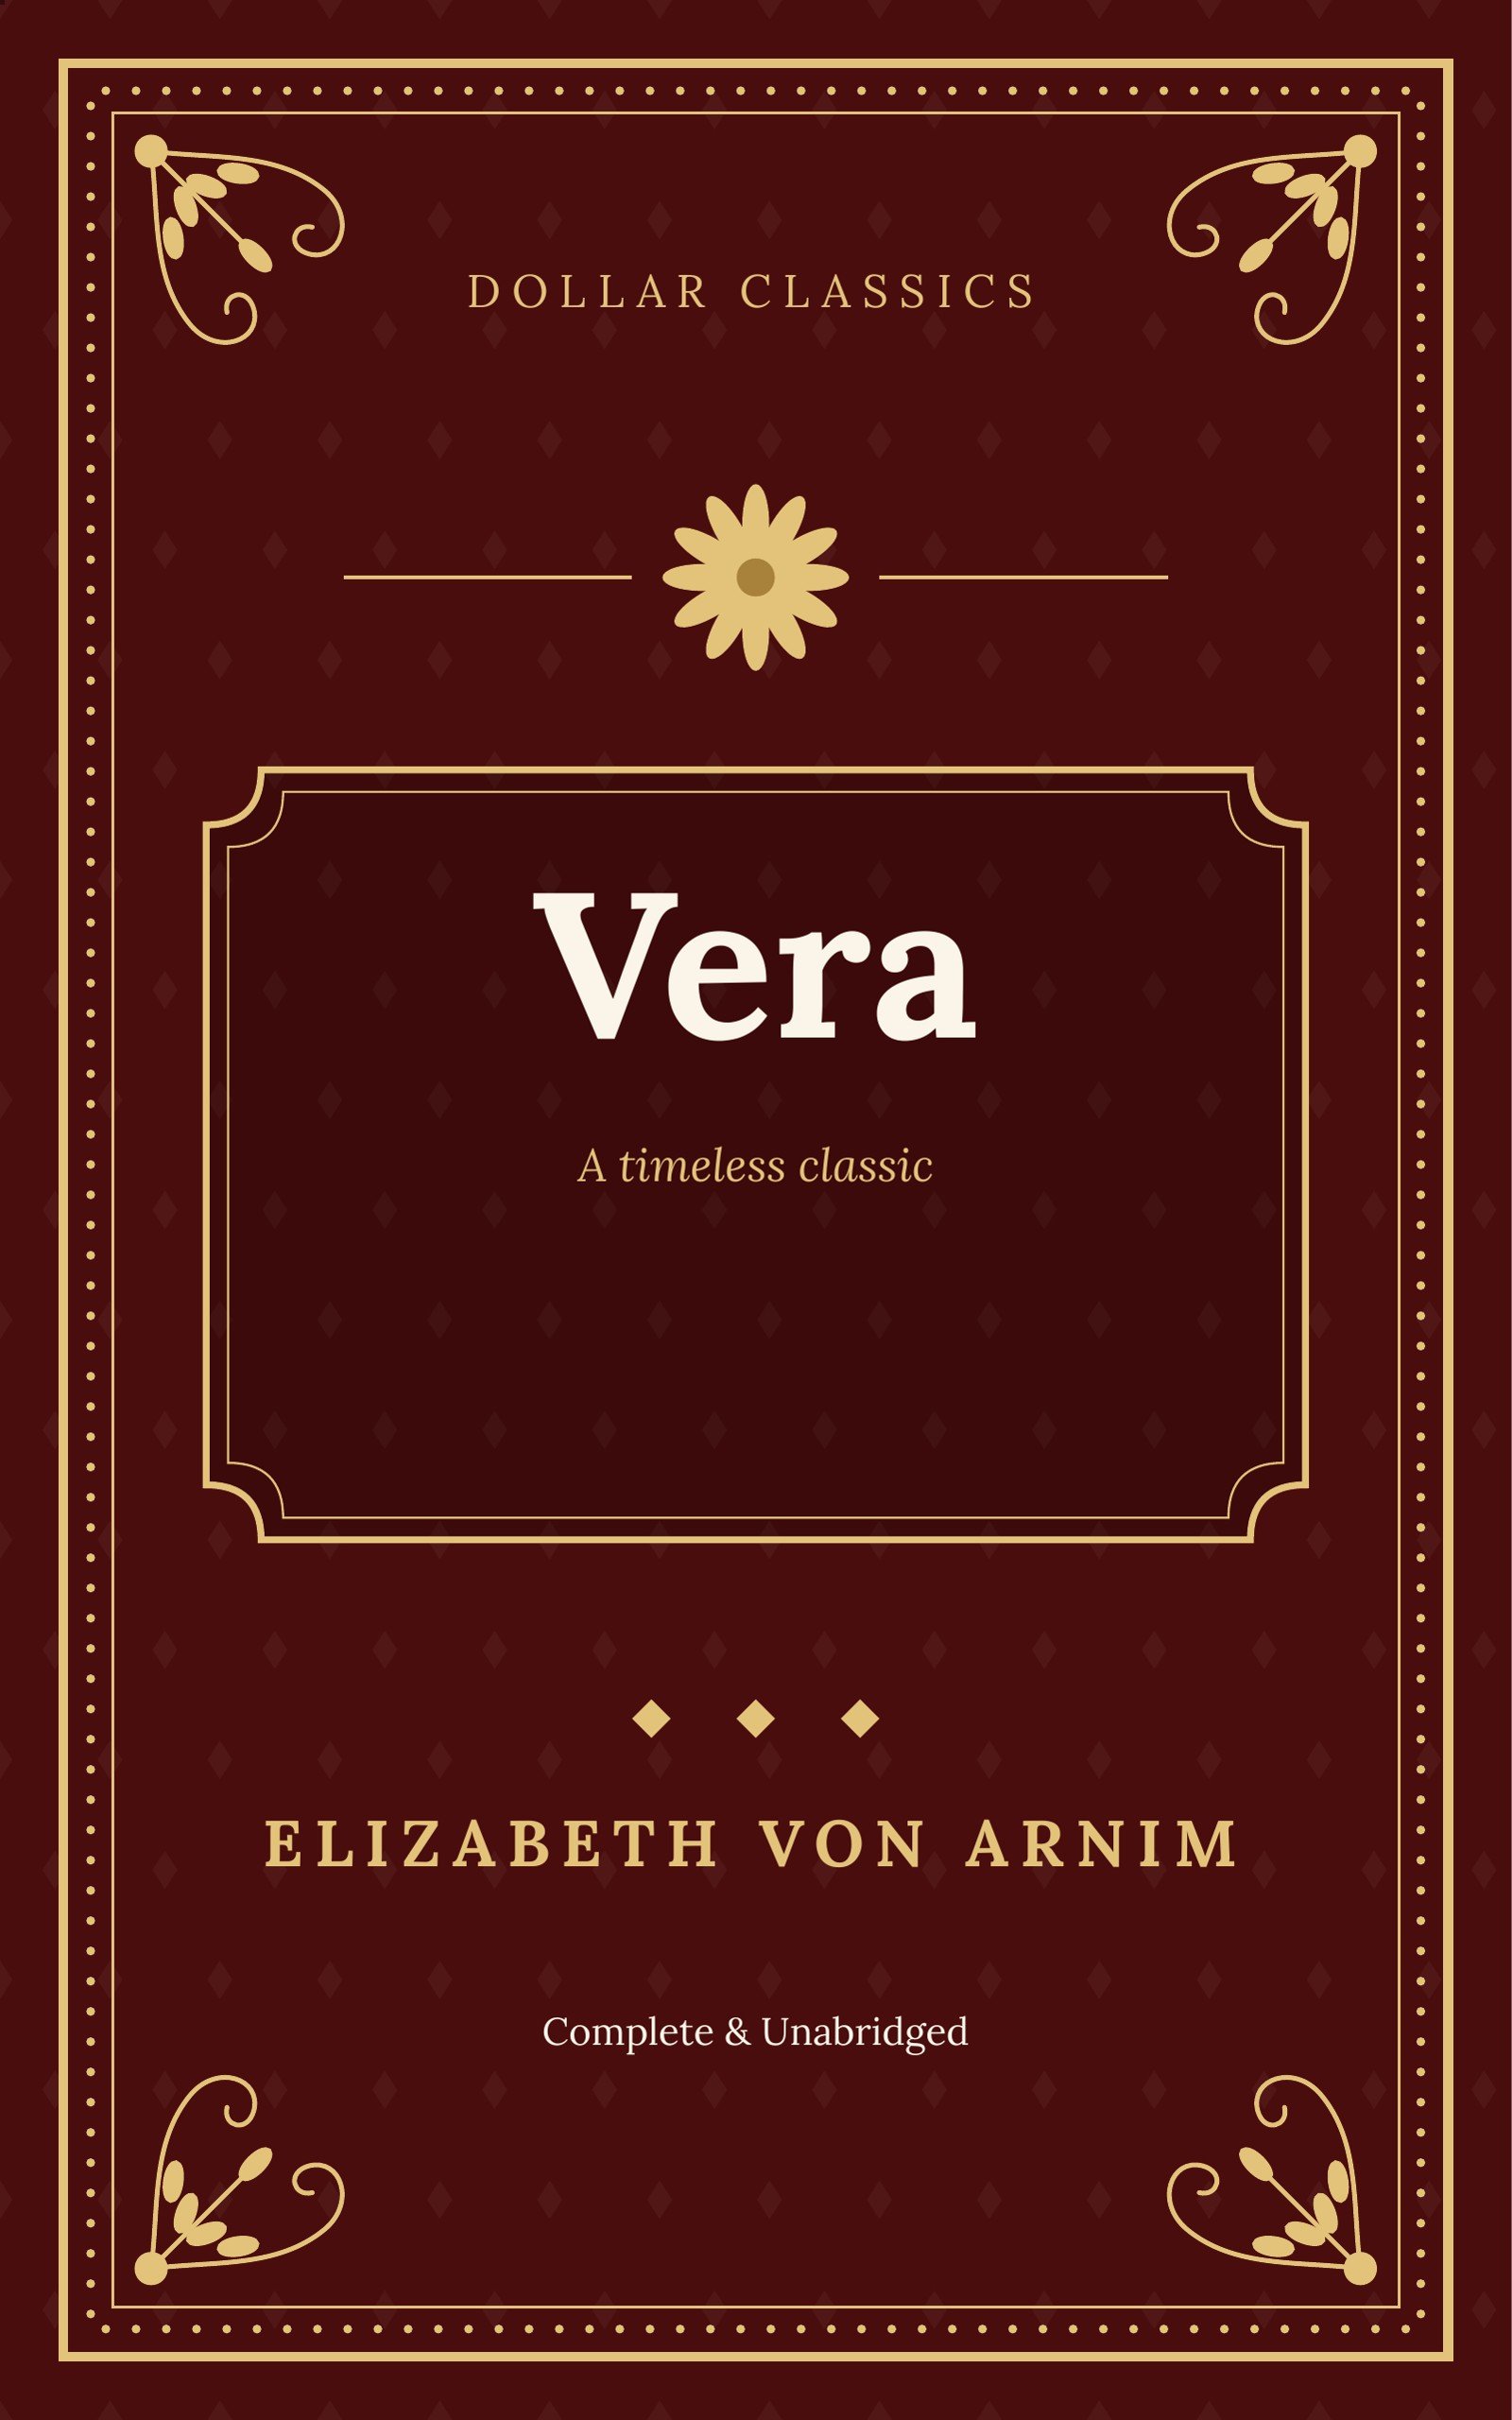 DOLLAR CLASSICS
Vera
A timeless classic
ELIZABETH VON ARNIM
Complete & Unabridged